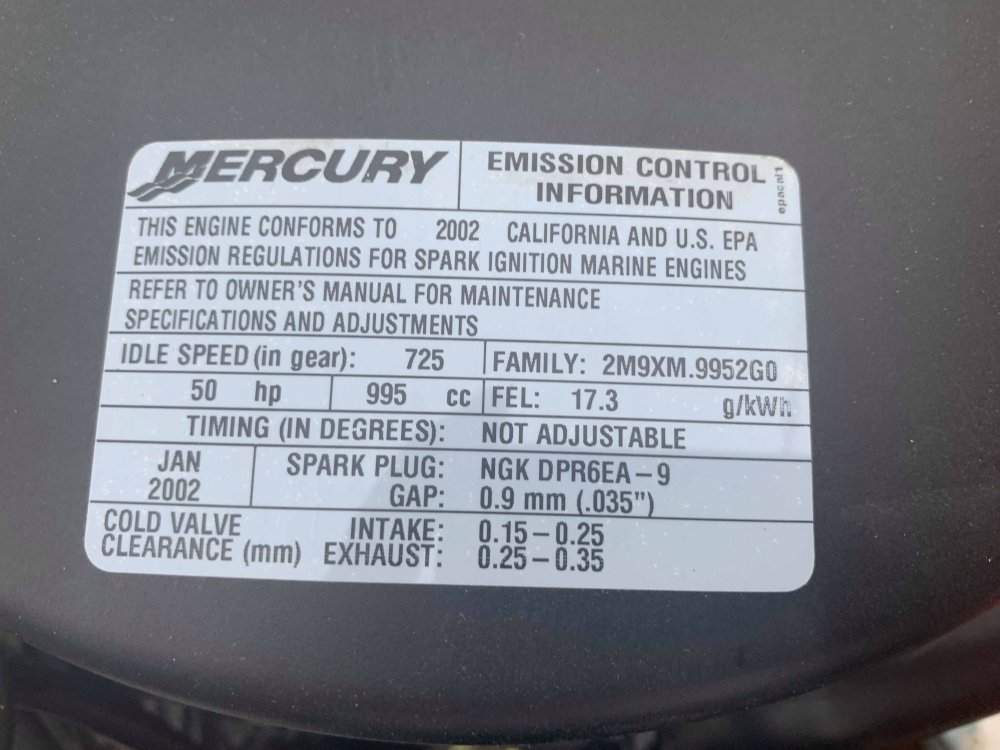 MERCURY
EMISSION CONTROL
INFORMATION
epacal1
THIS ENGINE CONFORMS TO 2002 CALIFORNIA AND U.S. EPA
EMISSION REGULATIONS FOR SPARK IGNITION MARINE ENGINES
REFER TO OWNER'S MANUAL FOR MAINTENANCE
SPECIFICATIONS AND ADJUSTMENTS
IDLE SPEED (in gear): 725 FAMILY: 2M9XM.9952G0
50 hp 995 cc FEL: 17.3 g/kWh
TIMING (IN DEGREES): NOT ADJUSTABLE
JAN
2002
SPARK PLUG: NGK DPR6EA-9
GAP: 0.9 mm (.035")
COLD VALVE
CLEARANCE (mm)
INTAKE: 0.15-0.25
EXHAUST: 0.25-0.35